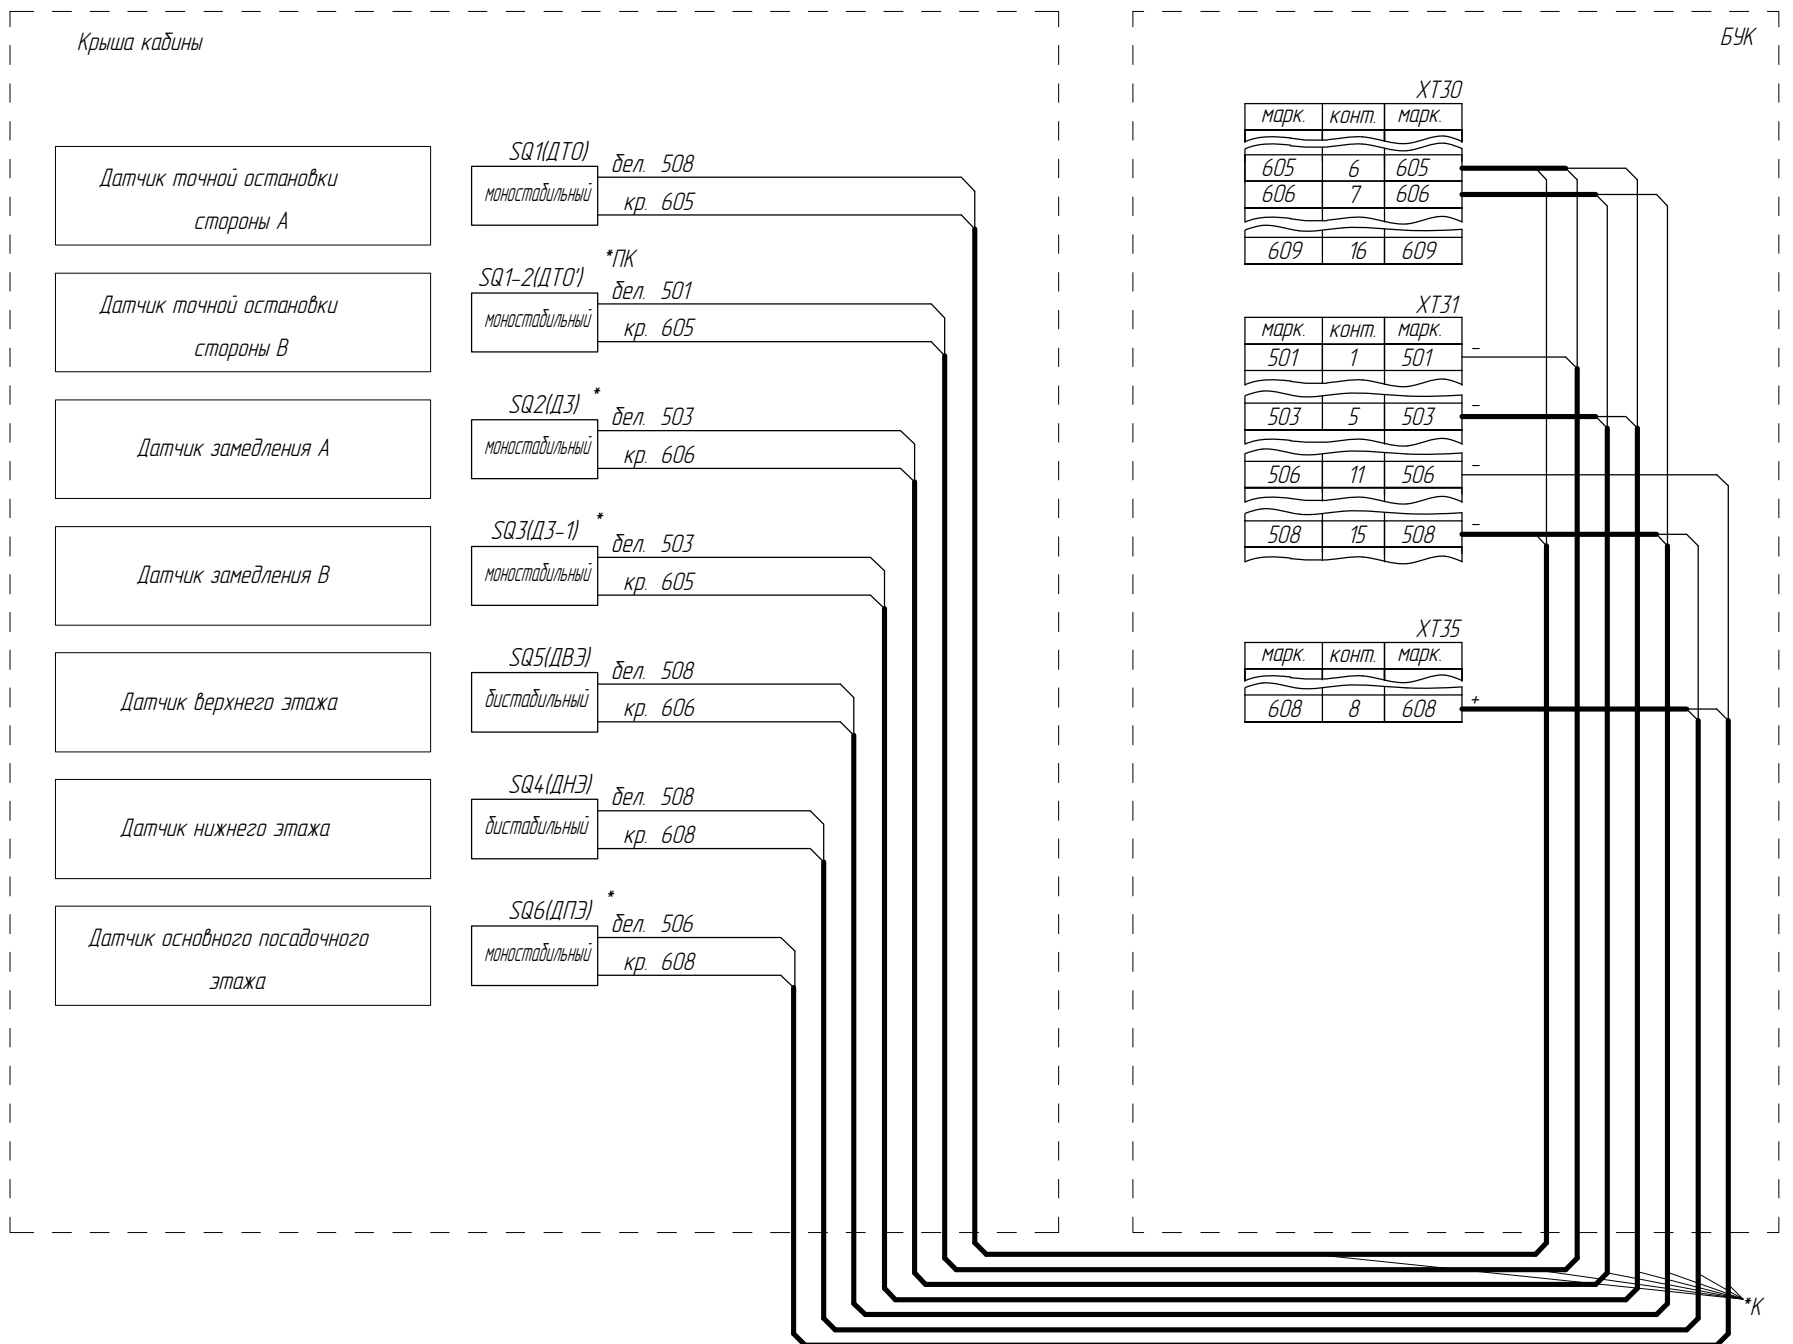 Крыша кабины
Датчик точной остановки
стороны А
SQ1(ДТО)
моностабильный
бел. 508
кр. 605
Датчик точной остановки
стороны В
*ПК
SQ1-2(ДТО')
моностабильный
бел. 501
кр. 605
Датчик замедления А
SQ2(ДЗ) *
моностабильный
бел. 503
кр. 606
Датчик замедления В
SQ3(ДЗ-1) *
моностабильный
бел. 503
кр. 605
Датчик верхнего этажа
SQ5(ДВЭ)
бистабильный
бел. 508
кр. 606
Датчик нижнего этажа
SQ4(ДНЭ)
бистабильный
бел. 508
кр. 608
Датчик основного посадочного
этажа
SQ6(ДПЭ) *
моностабильный
бел. 506
кр. 608
БУК
XT30
марк. конт. марк.
605 6 605
606 7 606
609 16 609
XT31
марк. конт. марк.
501 1 501 -
503 5 503 -
506 11 506 -
508 15 508 -
XT35
марк. конт. марк.
608 8 608 +
*К